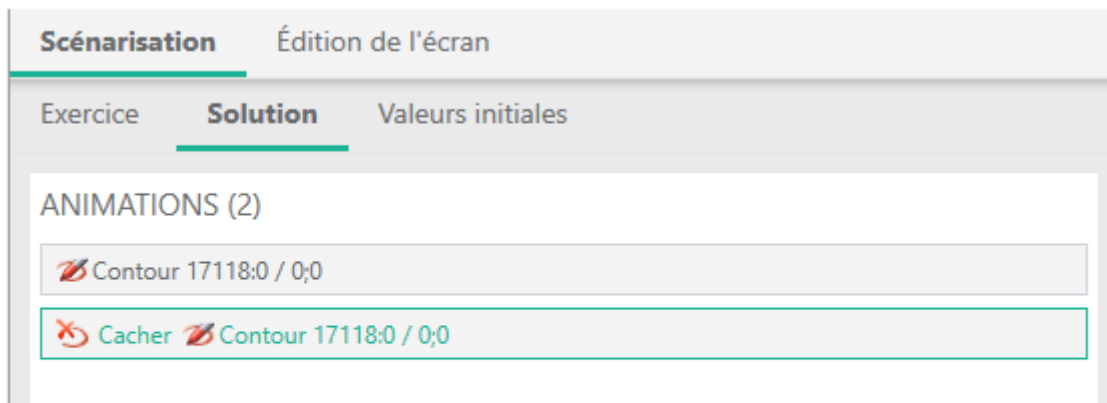 Scénarisation Édition de l'écran
Exercice Solution Valeurs initiales
ANIMATIONS (2)
Contour 17118:0 / 0;0
Cacher Contour 17118:0 / 0;0